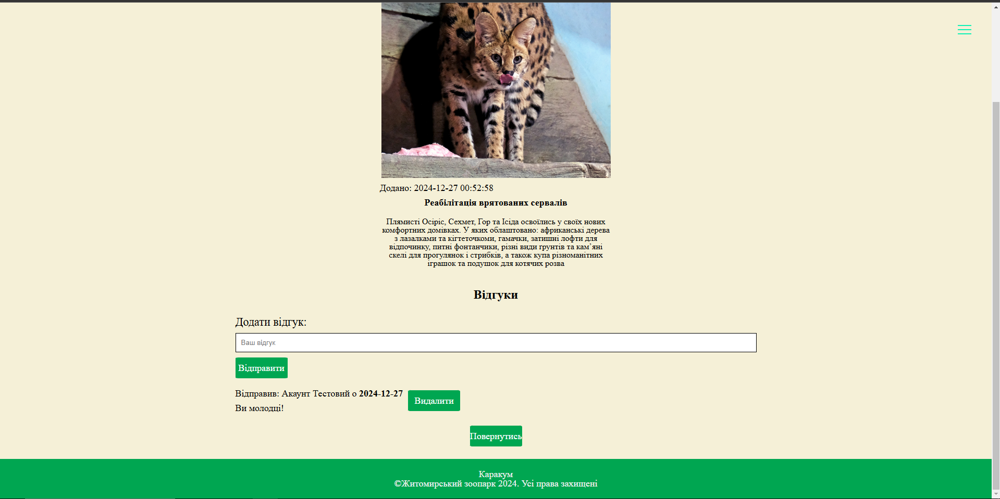 Додано: 2024-12-27 00:52:58
Реабілітація врятованих сервалів
Плямисті Осіріс, Сехмет, Гор та Ісіда освоїлись у своїх нових
комфортних домівках. У яких облаштовано: африканські дерева
з лазалками та кігтеточкоми, гамачки, затишні лофти для
відпочинку, питні фонтанчики, різні види ґрунтів та кам’яні
скелі для прогулянок і стрибків, а також купа різноманітних
іграшок та подушок для котячих розва
Відгуки
Додати відгук:
Ваш відгук
Відправити
Відправив: Акаунт Тестовий о 2024-12-27
Видалити
Ви молодці!
Повернутись
Каракум
©Житомирський зоопарк 2024. Усі права захищені